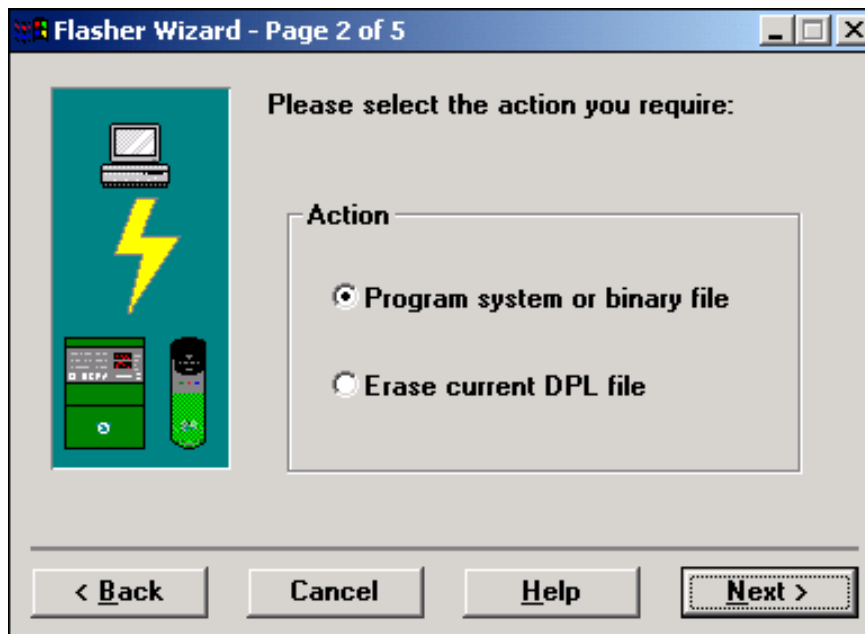 Flasher Wizard - Page 2 of 5
Please select the action you require:
Action
Program system or binary file
Erase current DPL file
< Back
Cancel
Help
Next >